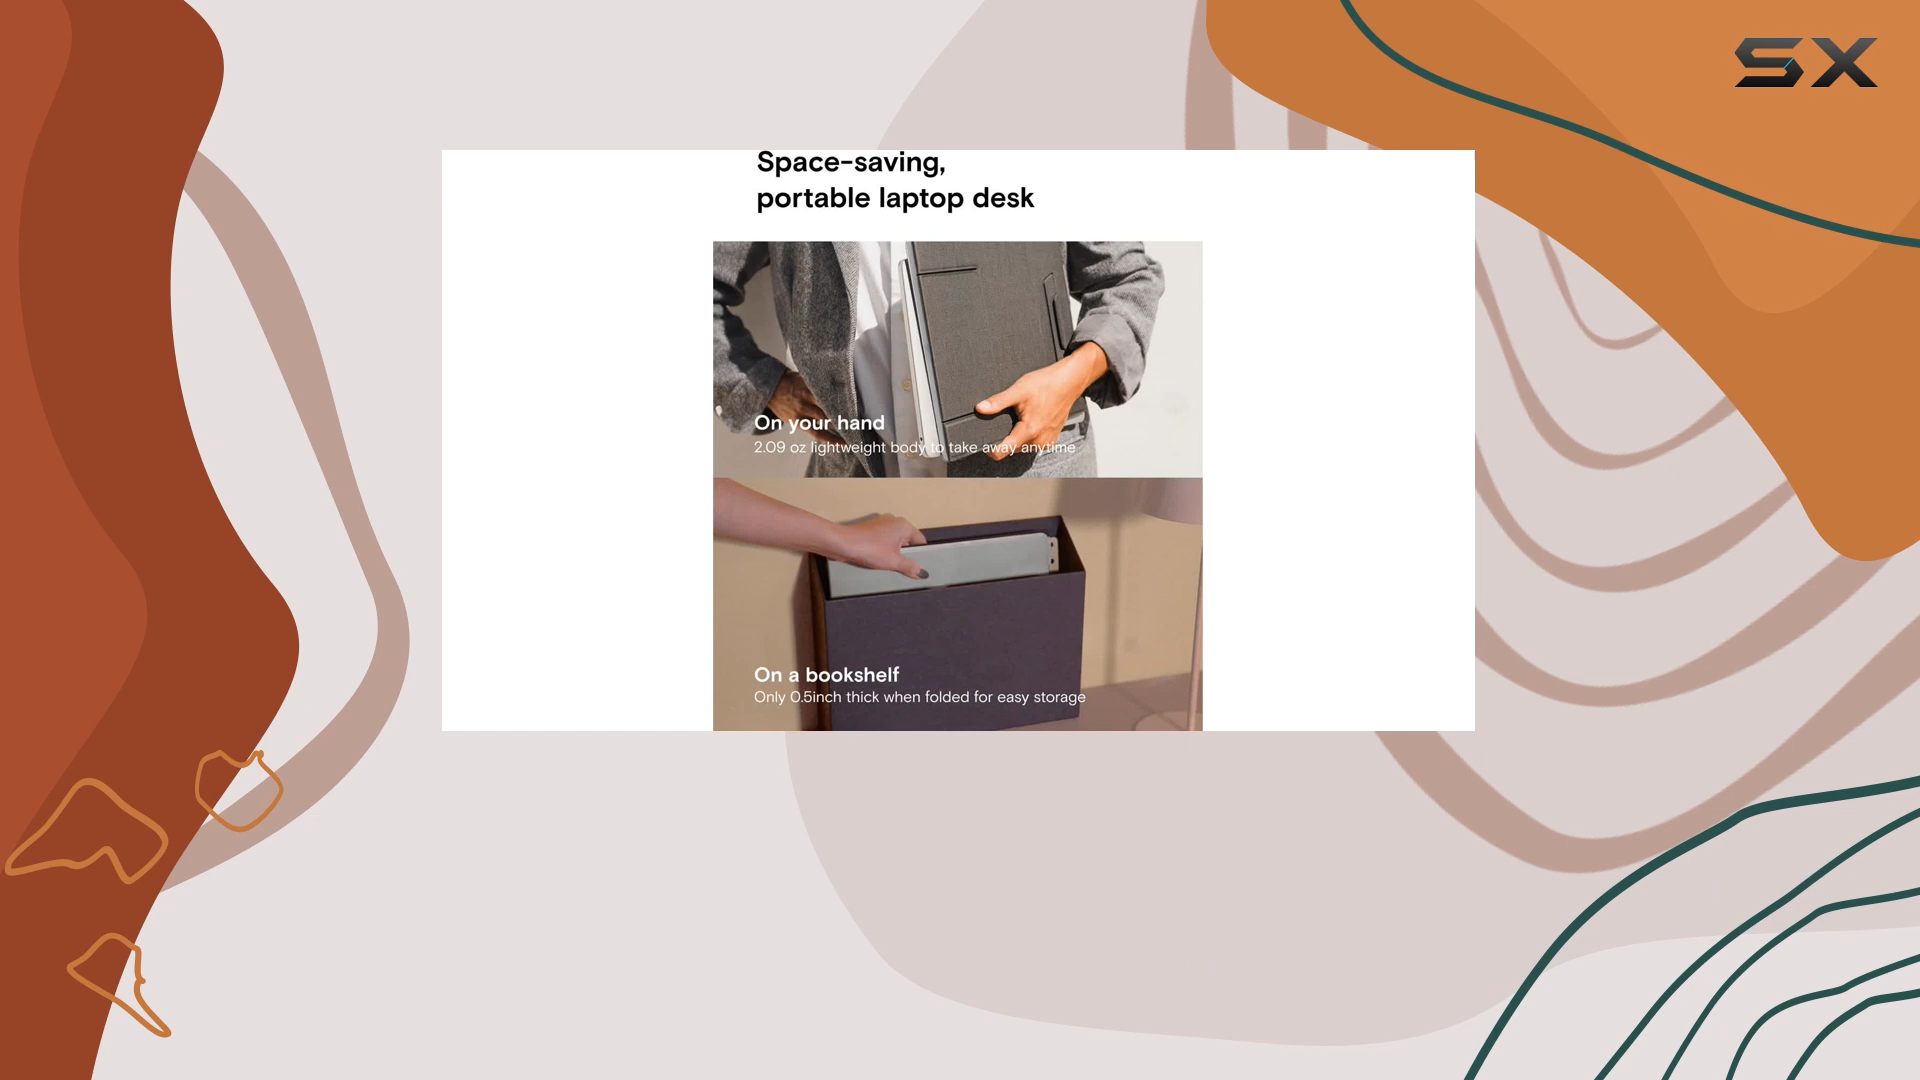 SX
Space-saving,
portable laptop desk
On your hand
2.09 oz lightweight body to take away anytime
On a bookshelf
Only 0.5inch thick when folded for easy storage